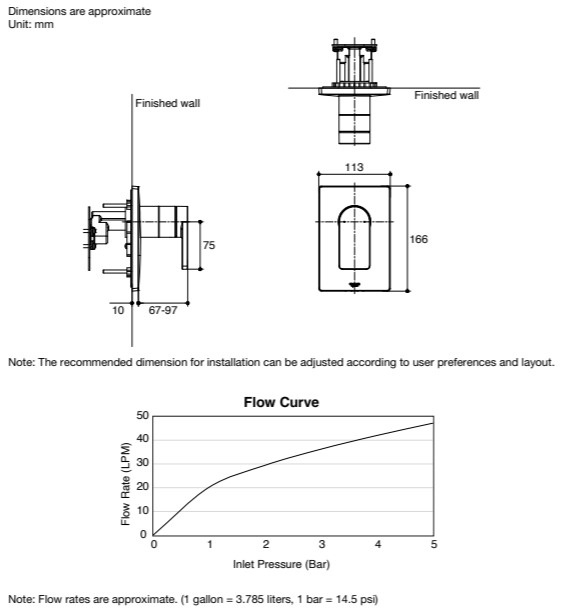 Dimensions are approximate
Unit: mm
Finished wall
Finished wall
113
166
75
10
67-97
Note: The recommended dimension for installation can be adjusted according to user preferences and layout.
Flow Curve
Flow Rate (LPM)
50
40
30
20
10
0
0 1 2 3 4 5
Inlet Pressure (Bar)
Note: Flow rates are approximate. (1 gallon = 3.785 liters, 1 bar = 14.5 psi)